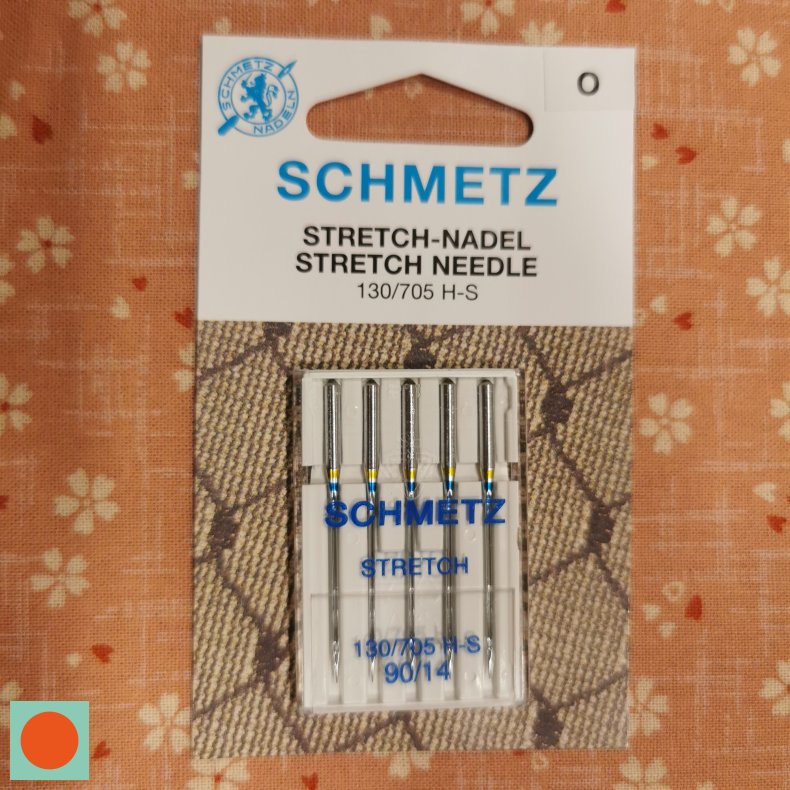 SCHMETZ
NADELN
O
SCHMETZ
STRETCH-NADEL
STRETCH NEEDLE
130/705 H-S
SCHMETZ
STRETCH
130/705 H-S
90/14